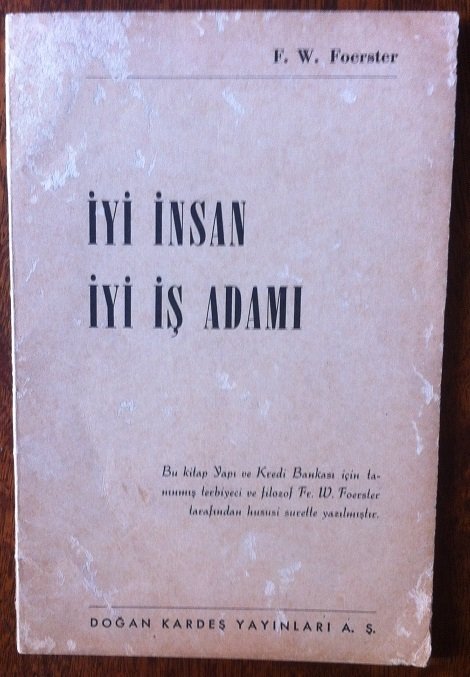 F. W. Foerster
İYİ İNSAN
İYİ İŞ ADAMI
Bu kitap Yapı ve Kredi Bankası için ta-
nınmış terbiyeci ve filozof Fr. W. Foerster
tarafından hususi surette yazılmıştır.
DOĞAN KARDEŞ YAYINLARI A. Ş.